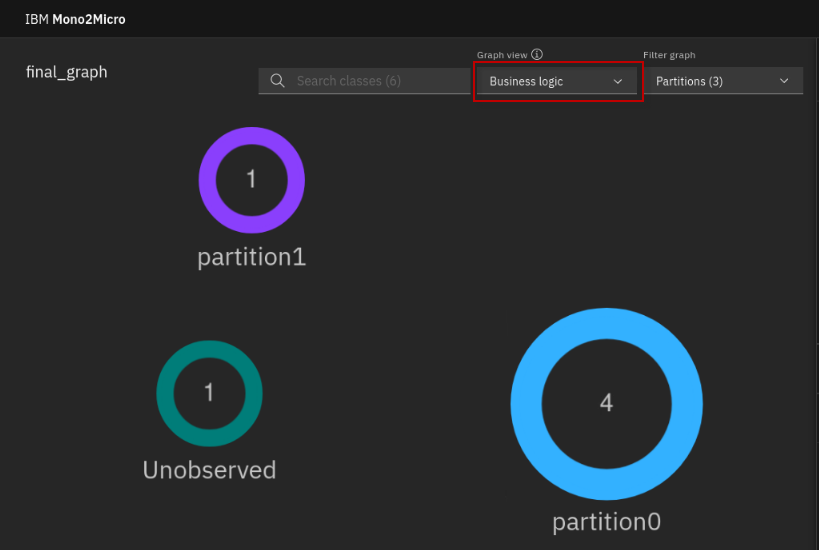 IBM Mono2Micro
final_graph
Graph view
Filter graph
Search classes (6)
Business logic
Partitions (3)
1
partition1
1
Unobserved
4
partition0